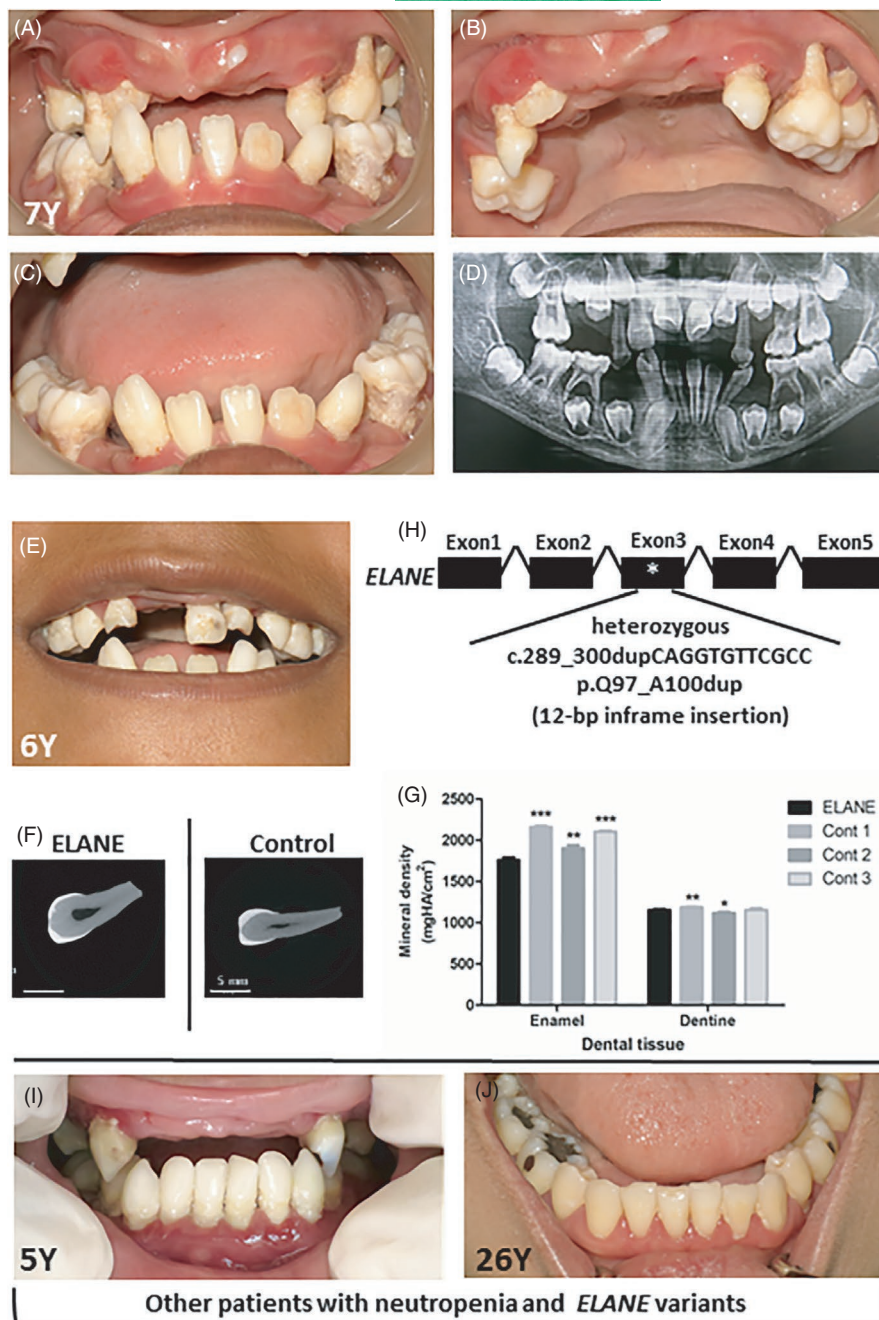 (A)
(B)
7Y
(C)
(D)
(E)
6Y
(H)
Exon1 Exon2 Exon3 Exon4 Exon5
ELANE
*
heterozygous
c.289_300dupCAGGTGTTCGCC
p.Q97_A100dup
(12-bp inframe insertion)
(F)
ELANE
Control
5 mm
(G)
Mineral density
(mgHA/cm²)
2500
2000
1500
1000
500
0
***
**
***
**
*
Enamel
Dentine
Dental tissue
ELANE
Cont 1
Cont 2
Cont 3
(I)
5Y
(J)
26Y
Other patients with neutropenia and ELANE variants